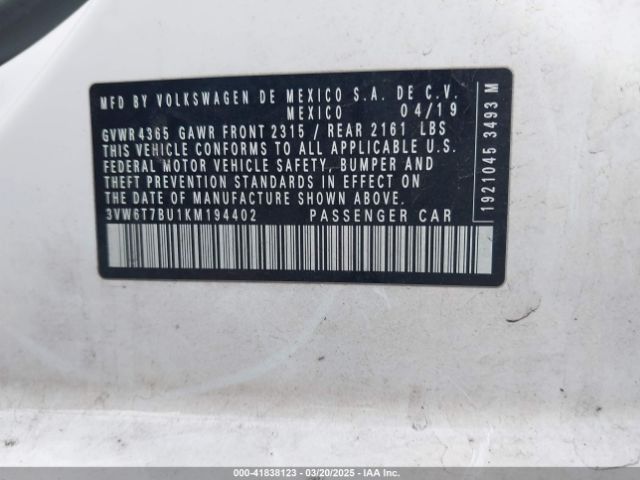 MFD BY VOLKSWAGEN DE MEXICO S.A. DE C.V.
MEXICO 04/19
GVWR 4365 GAWR FRONT 2315 / REAR 2161 LBS
THIS VEHICLE CONFORMS TO ALL APPLICABLE U.S.
FEDERAL MOTOR VEHICLE SAFETY, BUMPER AND
THEFT PREVENTION STANDARDS IN EFFECT ON THE
DATE OF MANUFACTURE SHOWN ABOVE
3VW6T7BU1KM194402 PASSENGER CAR
1921045 3493 M
000-41838123 — 03/20/2025 — IAA Inc.